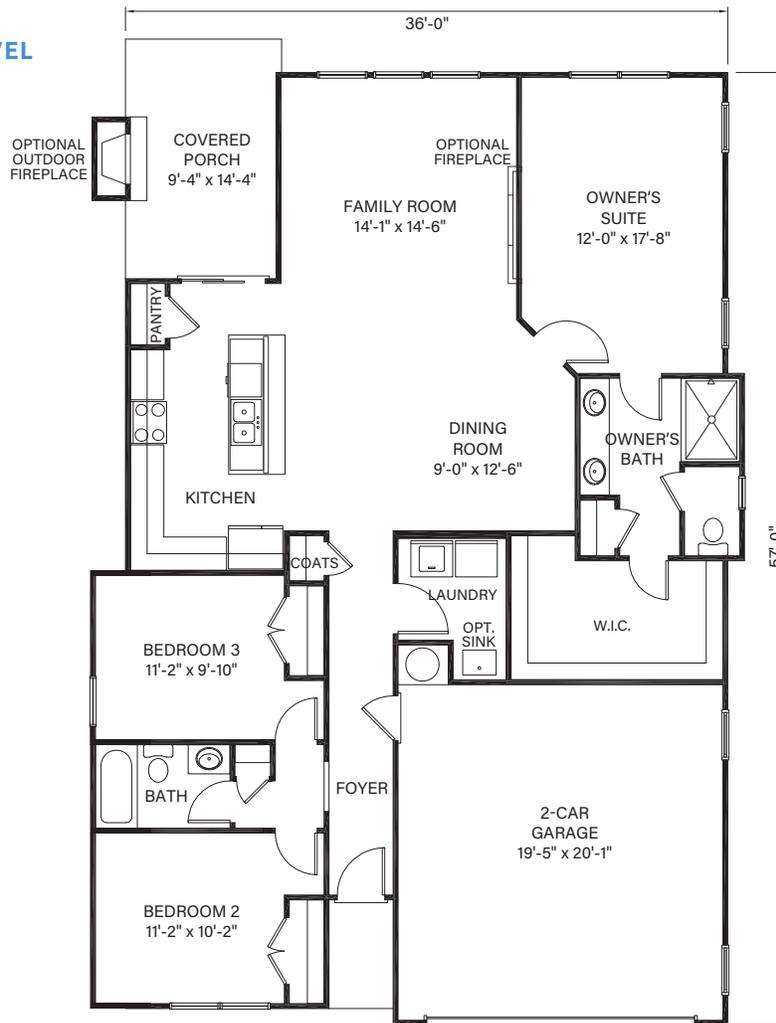 36'-0"
VEL
OPTIONAL
OUTDOOR
FIREPLACE
COVERED
PORCH
9'-4" x 14'-4"
OPTIONAL
FIREPLACE
FAMILY ROOM
14'-1" x 14'-6"
OWNER'S
SUITE
12'-0" x 17'-8"
PANTRY
DINING
ROOM
9'-0" x 12'-6"
OWNER'S
BATH
KITCHEN
57'-0"
COATS
LAUNDRY
OPT.
SINK
W.I.C.
BEDROOM 3
11'-2" x 9'-10"
BATH
FOYER
2-CAR
GARAGE
19'-5" x 20'-1"
BEDROOM 2
11'-2" x 10'-2"